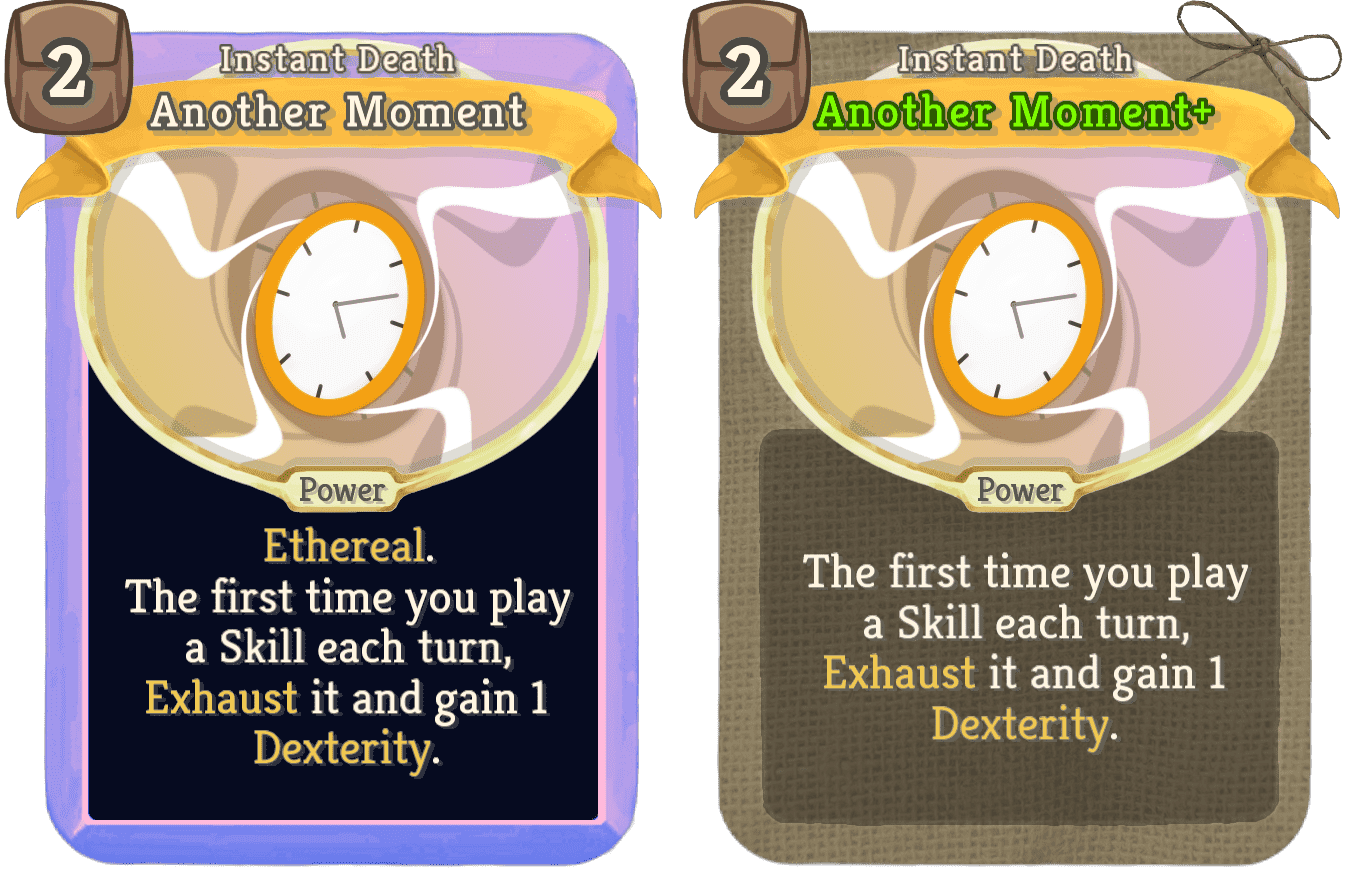 2
Instant Death
Another Moment
Power
Ethereal.
The first time you play
a Skill each turn,
Exhaust it and gain 1
Dexterity.
2
Instant Death
Another Moment+
Power
The first time you play
a Skill each turn,
Exhaust it and gain 1
Dexterity.